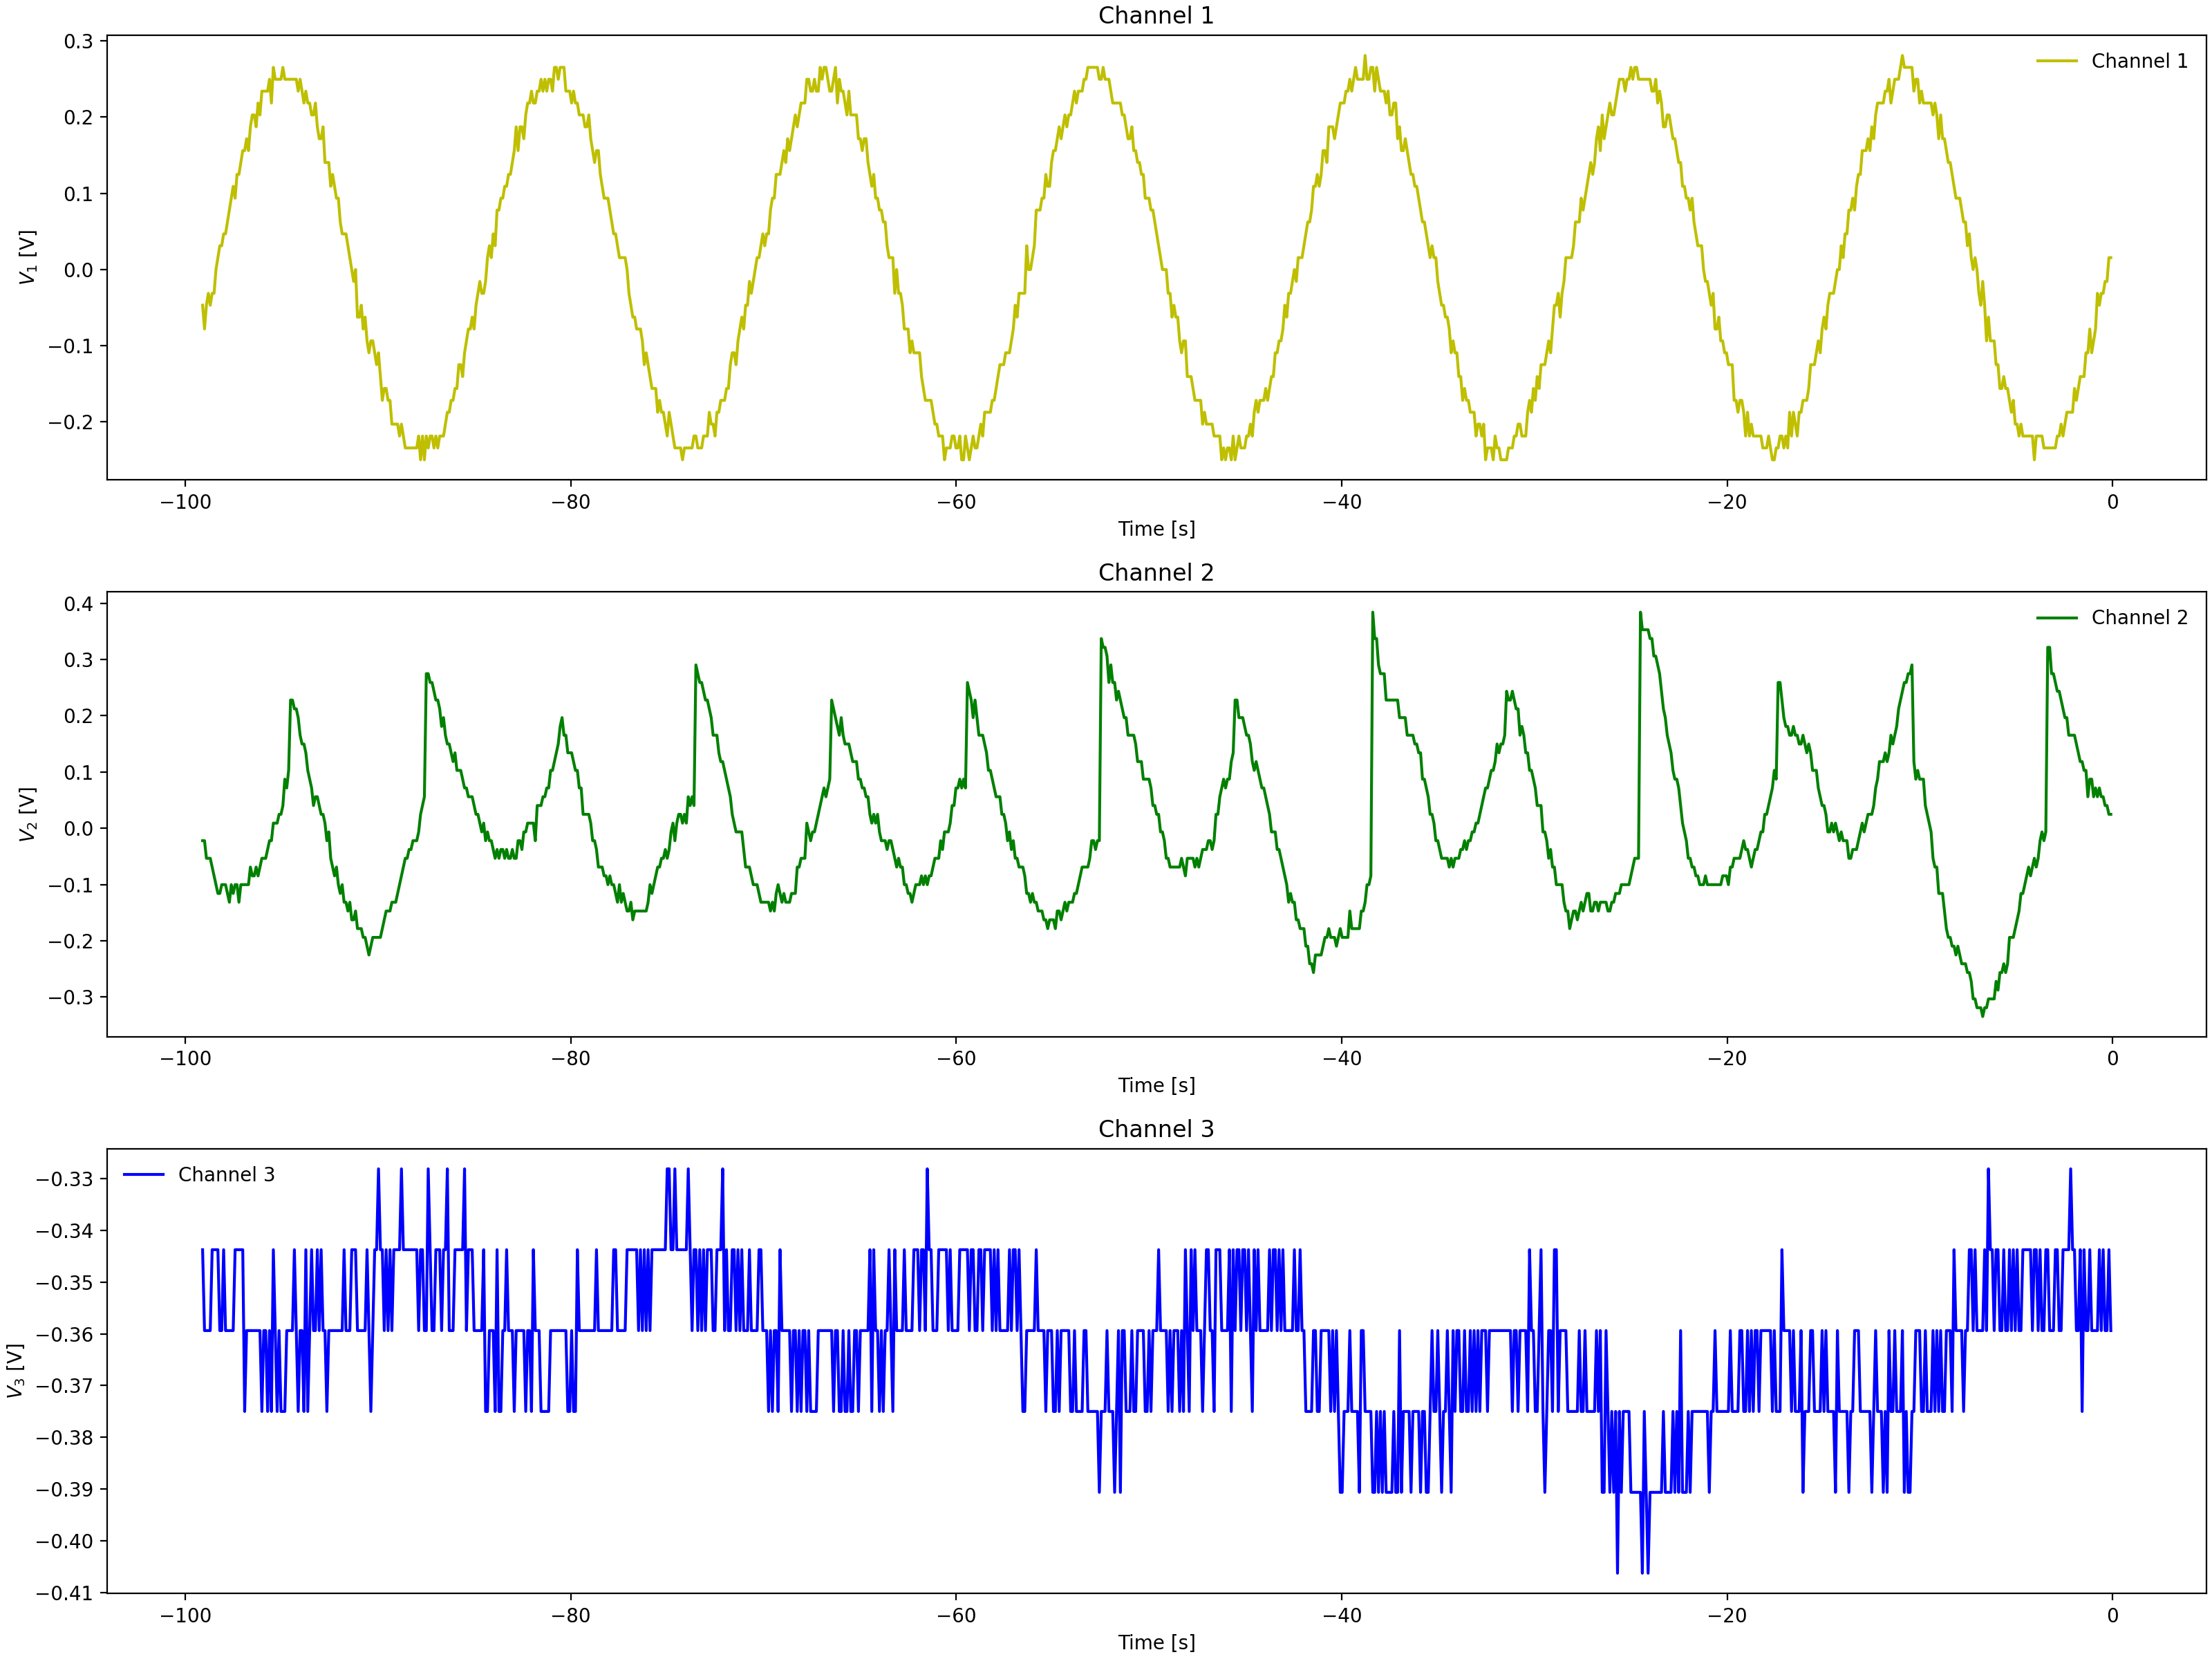 Channel 1
0.3
0.2
0.1
0.0
−0.1
−0.2
V1 [V]
Channel 1
−100 −80 −60 −40 −20 0
Time [s]
Channel 2
0.4
0.3
0.2
0.1
0.0
−0.1
−0.2
−0.3
V2 [V]
Channel 2
−100 −80 −60 −40 −20 0
Time [s]
Channel 3
−0.33
−0.34
−0.35
−0.36
−0.37
−0.38
−0.39
−0.40
−0.41
V3 [V]
Channel 3
−100 −80 −60 −40 −20 0
Time [s]